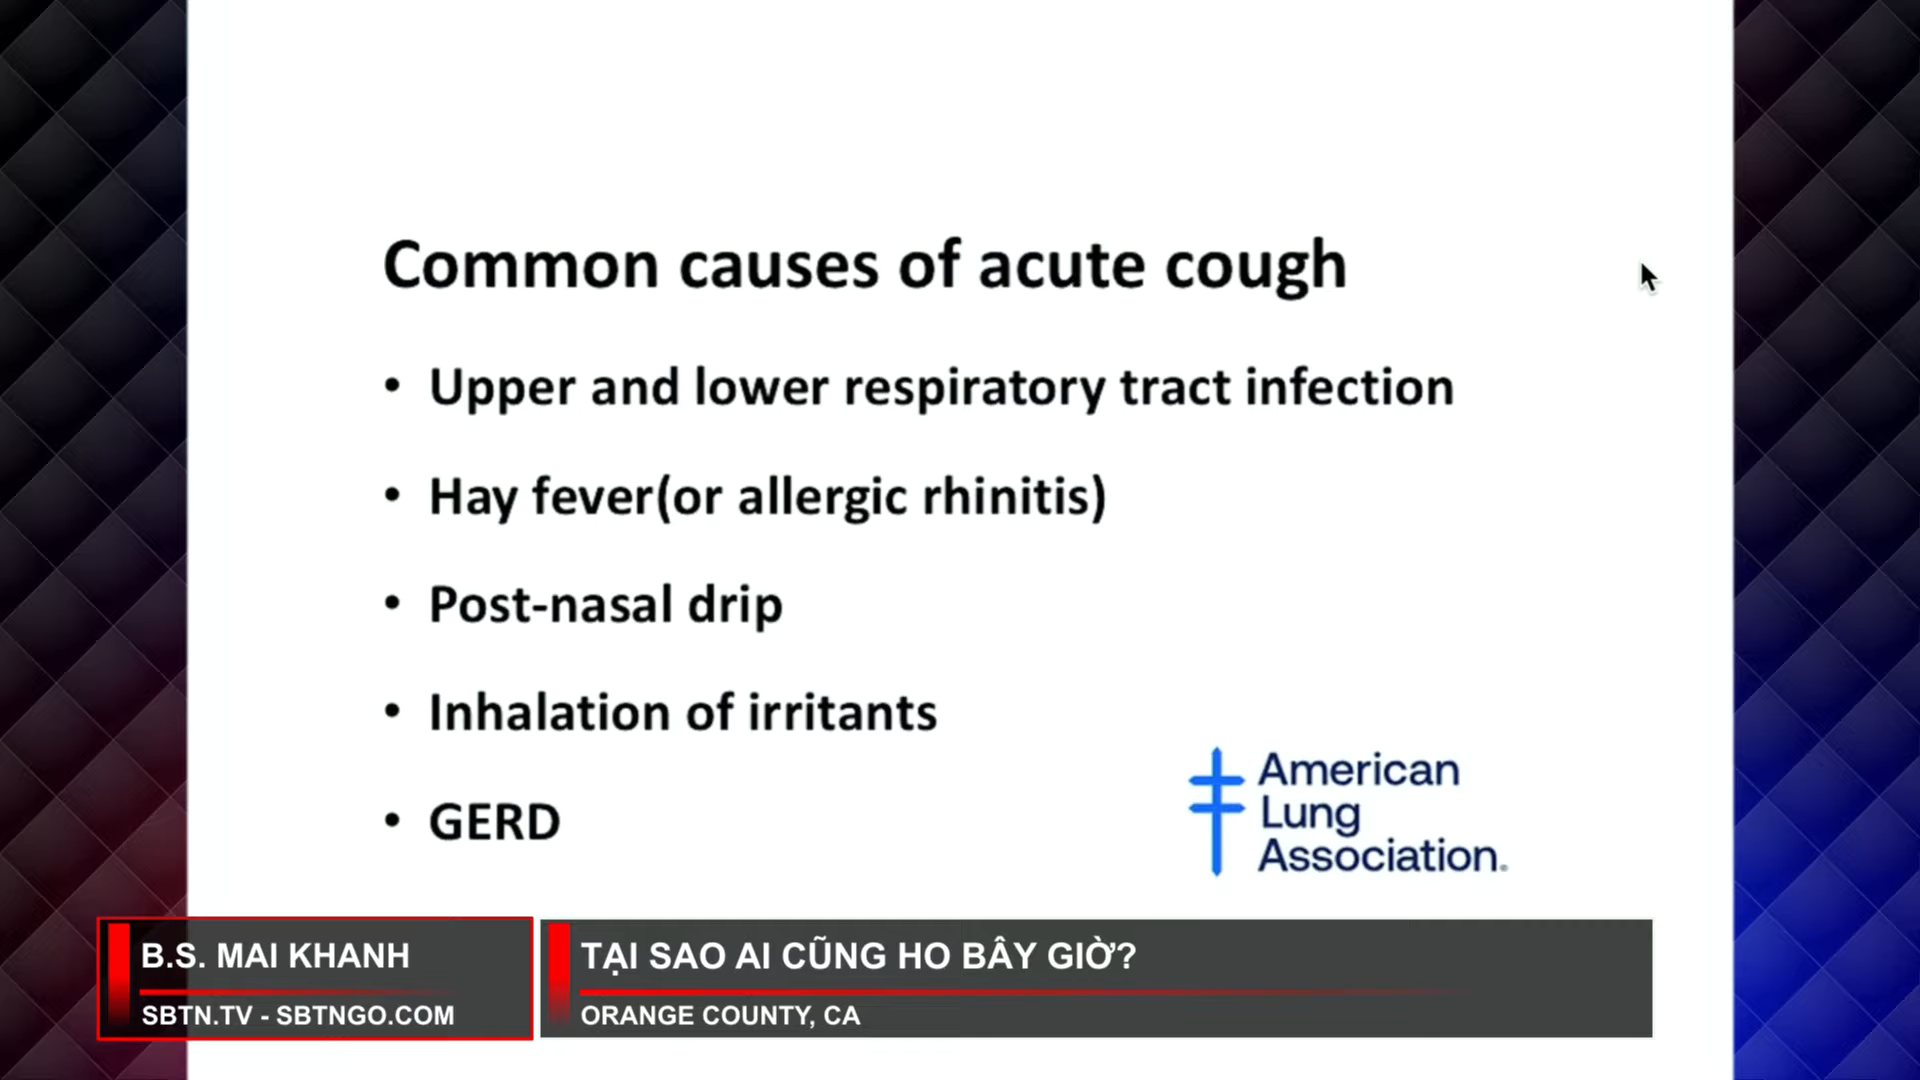 Common causes of acute cough
• Upper and lower respiratory tract infection
• Hay fever(or allergic rhinitis)
• Post-nasal drip
• Inhalation of irritants
• GERD
American
Lung
Association®
B.S. MAI KHANH
SBTN.TV - SBTNGO.COM
TẠI SAO AI CŨNG HO BÂY GIỜ?
ORANGE COUNTY, CA